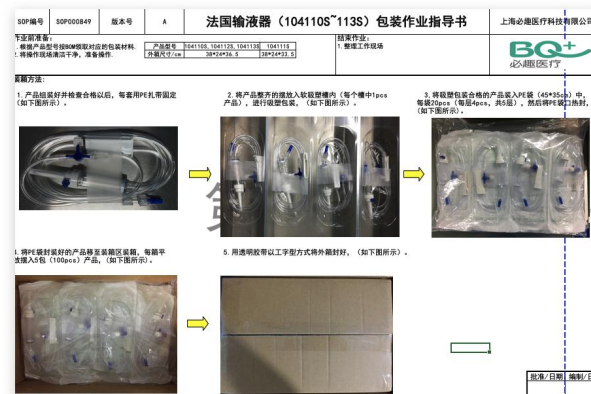 SOP编号 SOP000849 版本号 A 法国输液器（104110S~113S）包装作业指导书 上海必趣医疗科技有限公司
作业前准备：
.根据产品型号按BOM领取对应的包装材料.
2.将操作现场清洁干净，准备操作.
产品型号 104110S,104112S,104113S 104111S
外箱尺寸/cm 38*24*36.5 38*24*33.5
结束作业：
1.整理工作现场
BQ+
必趣医疗
装箱方法：
1.产品组装好并检查合格以后，每套用PE扎带固定
（如下图所示）。
2.将产品整齐的摆放入软吸塑槽内（每个槽中1pcs
产品），进行吸塑包装，（如下图所示）。
3.将吸塑包装合格的产品装入PE袋（45*35cm）中，
每袋20pcs（每层4pcs，共5层），然后将PE袋口热封，
（如下图所示）。
4.将PE袋封装好的产品移至装箱区装箱，每箱平
放摆入5包（100pcs）产品，（如下图所示）。
5.用透明胶带以工字型方式将外箱封好，（如下图所示）。
第
批准/日期 编制/日